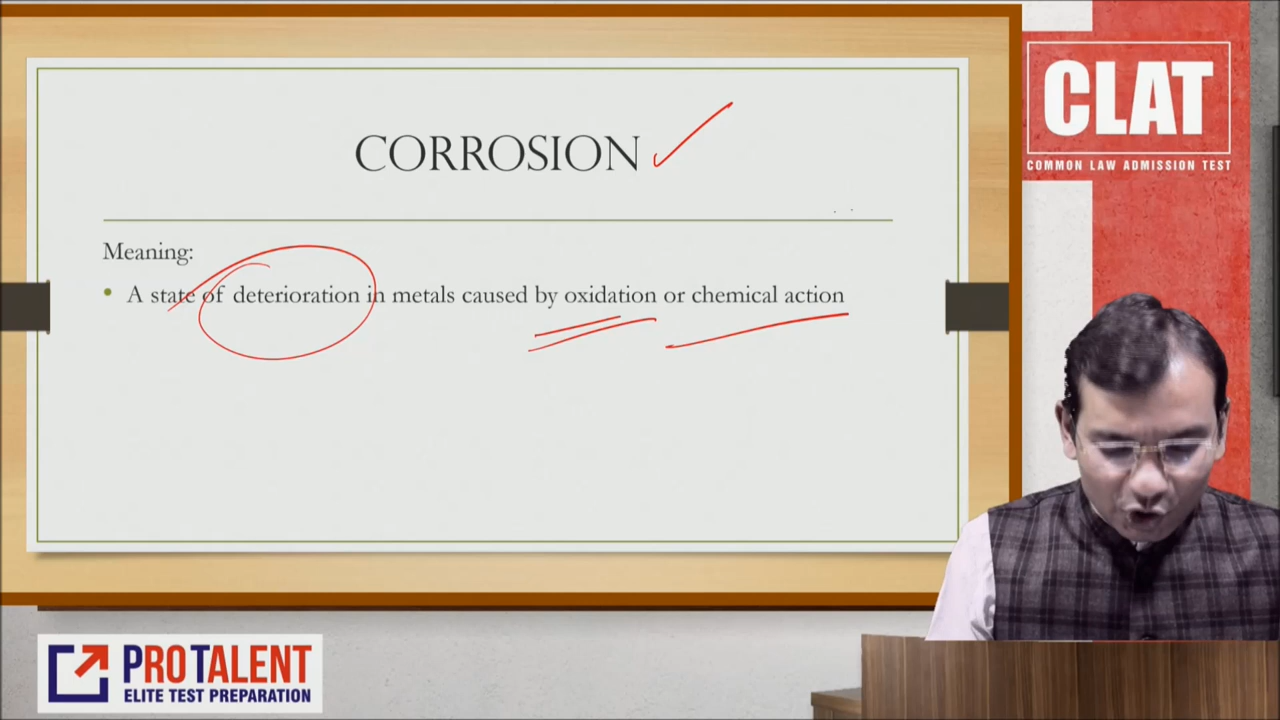 CORROSION
Meaning:
• A state of deterioration in metals caused by oxidation or chemical action
CLAT
COMMON LAW ADMISSION TEST
PROTALENT
ELITE TEST PREPARATION